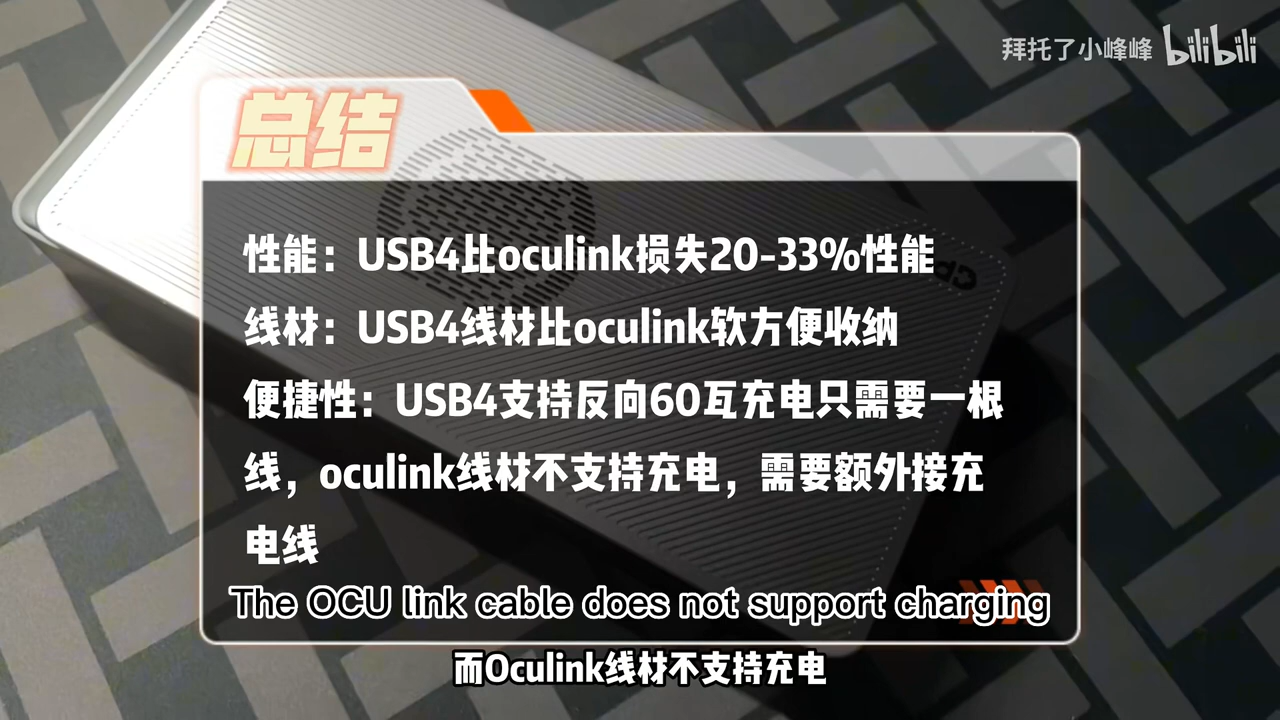 拜托了小峰峰 bilibili
总结
性能：USB4比oculink损失20-33%性能
线材：USB4线材比oculink软方便收纳
便捷性：USB4支持反向60瓦充电只需要一根
线，oculink线材不支持充电，需要额外接充
电线
The OCU link cable does not support charging
而Oculink线材不支持充电